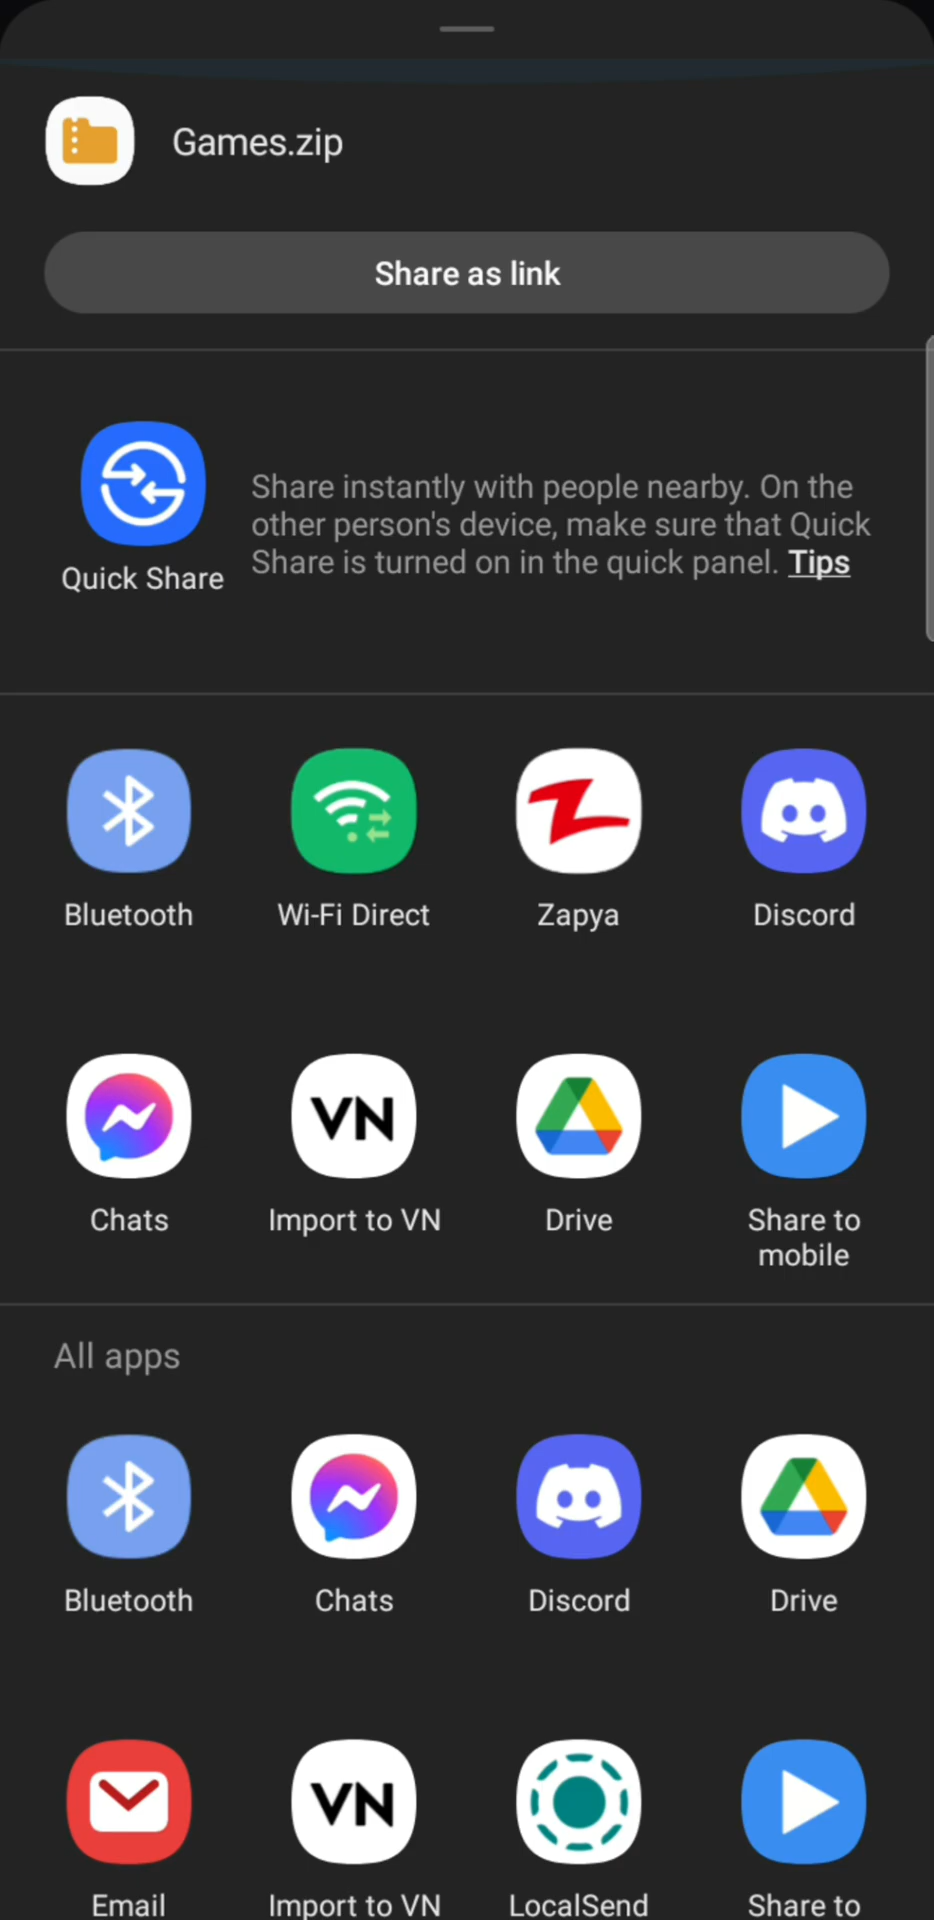 Games.zip
Share as link
Share instantly with people nearby. On the
other person's device, make sure that Quick
Share is turned on in the quick panel. Tips
Quick Share
Bluetooth
Wi-Fi Direct
Zapya
Discord
VN
Chats
Import to VN
Drive
Share to
mobile
All apps
Bluetooth
Chats
Discord
Drive
VN
Email
Import to VN
LocalSend
Share to